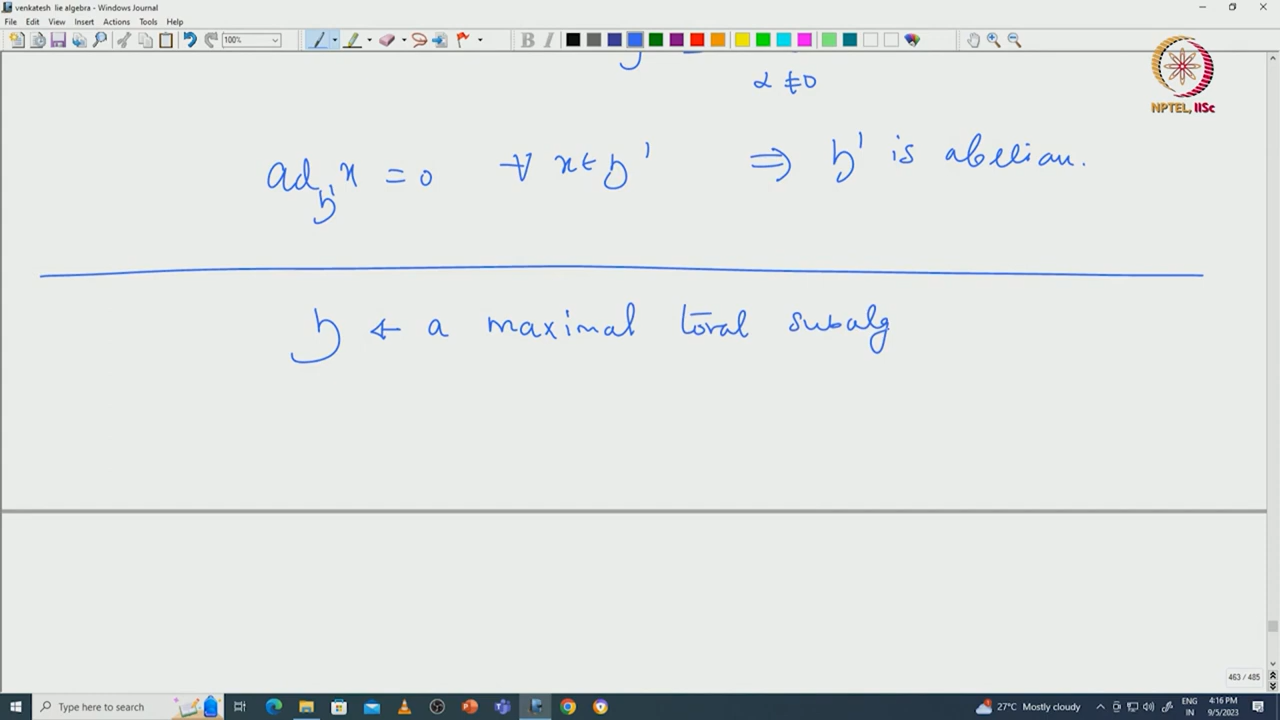 venkatesh lie algebra - Windows Journal
File Edit View Insert Actions Tools Help
100%
B I
NPTEL, IISc
y
α ≠ 0
ad_𝔥' x = 0 ∀ x ∈ 𝔥' ⇒ 𝔥' is abelian.
𝔥 ← a maximal toral subalg
463 / 485
Type here to search
27°C Mostly cloudy
ENG
IN
4:16 PM
9/5/2023